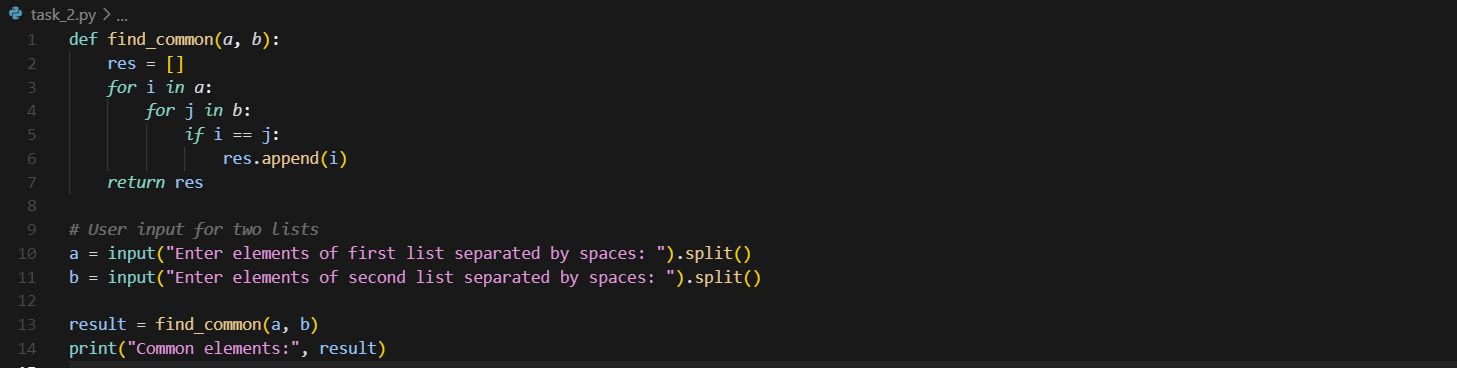 task_2.py > ...
1 def find_common(a, b):
2     res = []
3     for i in a:
4         for j in b:
5             if i == j:
6                 res.append(i)
7     return res
8
9 # User input for two lists
10 a = input("Enter elements of first list separated by spaces: ").split()
11 b = input("Enter elements of second list separated by spaces: ").split()
12
13 result = find_common(a, b)
14 print("Common elements:", result)